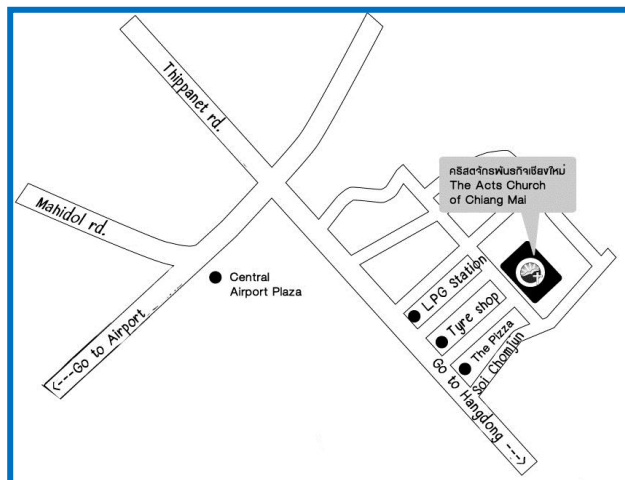 Thippanet rd.
คริสตจักรพันธกิจเชียงใหม่
The Acts Church
of Chiang Mai
Mahidol rd.
Central
Airport Plaza
LPG Station
Tyre shop
The Pizza
Soi Chomjun
<---Go to Airport
Go to Hangdong --->